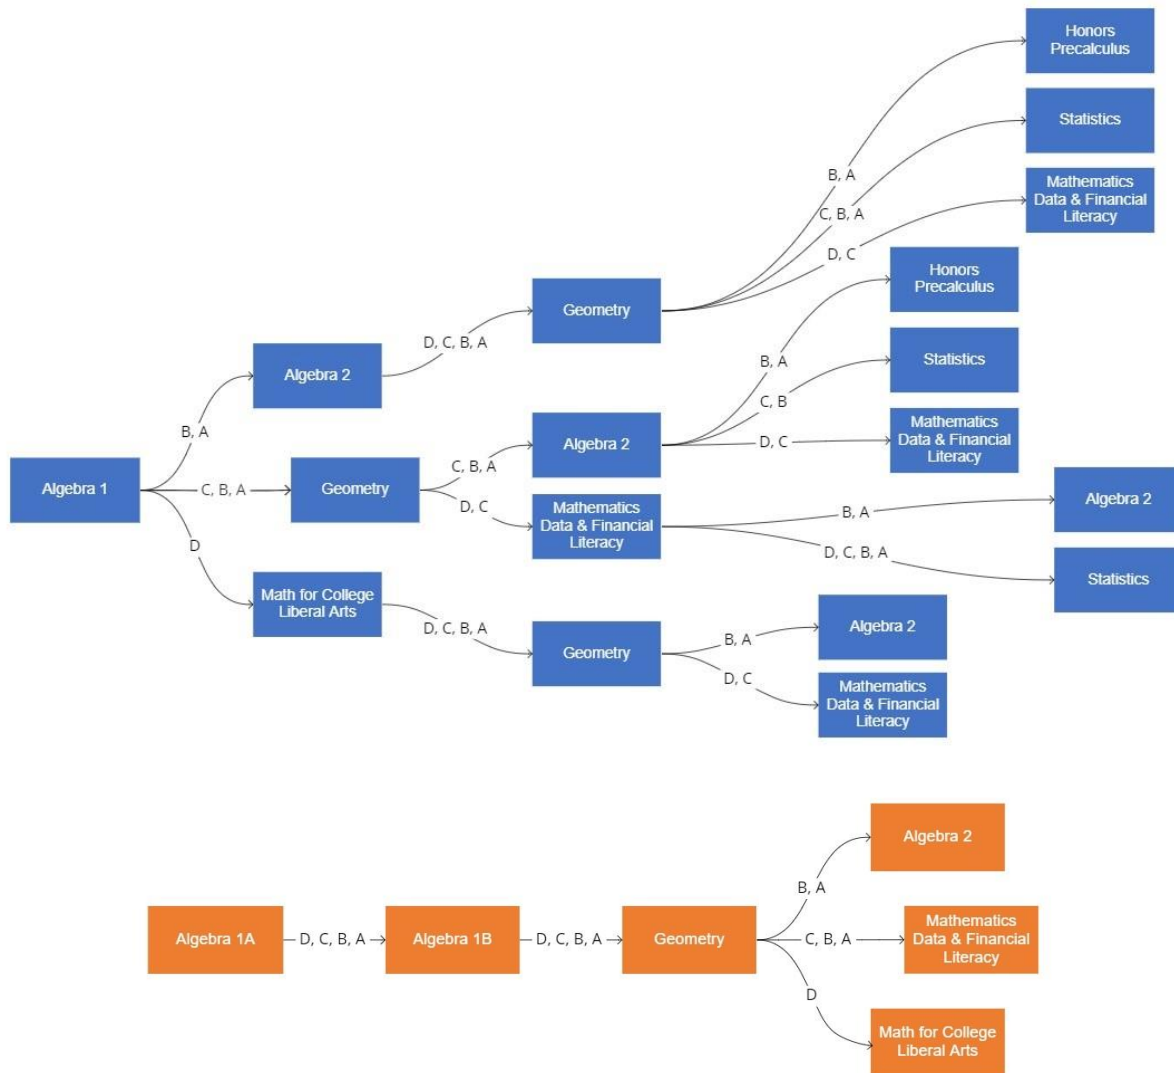 Honors
Precalculus
Statistics
B, A
Mathematics
Data & Financial
Literacy
C, B, A
D, C
Honors
Precalculus
Geometry
D, C, B, A
Algebra 2
B, A
Statistics
C, B
B, A
Algebra 2
D, C
Mathematics
Data & Financial
Literacy
C, B, A
Algebra 1
C, B, A
Geometry
D, C
Mathematics
Data & Financial
Literacy
B, A
Algebra 2
D, C, B, A
Statistics
D
Math for College
Liberal Arts
D, C, B, A
Geometry
B, A
Algebra 2
D, C
Mathematics
Data & Financial
Literacy
Algebra 2
B, A
Algebra 1A
D, C, B, A
Algebra 1B
D, C, B, A
Geometry
C, B, A
Mathematics
Data & Financial
Literacy
D
Math for College
Liberal Arts